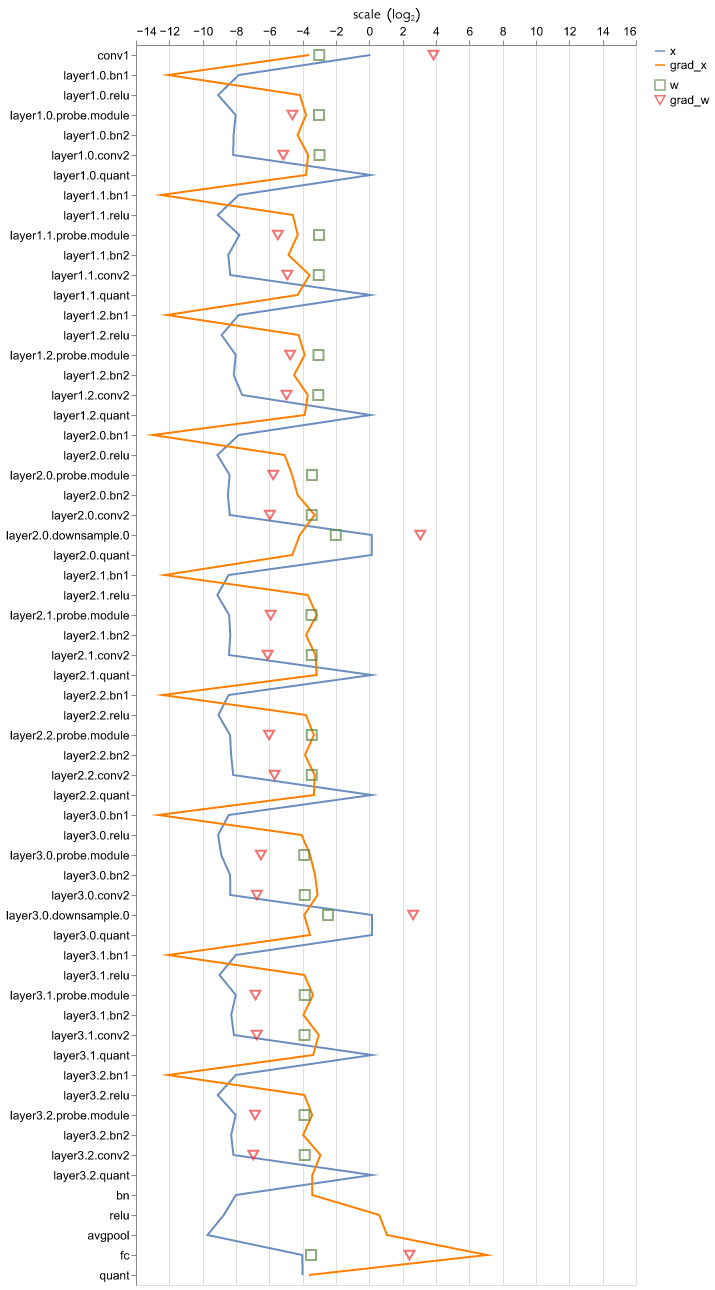 scale (log₂)
−14 −12 −10 −8 −6 −4 −2 0 2 4 6 8 10 12 14 16
x
grad_x
w
grad_w
conv1
layer1.0.bn1
layer1.0.relu
layer1.0.probe.module
layer1.0.bn2
layer1.0.conv2
layer1.0.quant
layer1.1.bn1
layer1.1.relu
layer1.1.probe.module
layer1.1.bn2
layer1.1.conv2
layer1.1.quant
layer1.2.bn1
layer1.2.relu
layer1.2.probe.module
layer1.2.bn2
layer1.2.conv2
layer1.2.quant
layer2.0.bn1
layer2.0.relu
layer2.0.probe.module
layer2.0.bn2
layer2.0.conv2
layer2.0.downsample.0
layer2.0.quant
layer2.1.bn1
layer2.1.relu
layer2.1.probe.module
layer2.1.bn2
layer2.1.conv2
layer2.1.quant
layer2.2.bn1
layer2.2.relu
layer2.2.probe.module
layer2.2.bn2
layer2.2.conv2
layer2.2.quant
layer3.0.bn1
layer3.0.relu
layer3.0.probe.module
layer3.0.bn2
layer3.0.conv2
layer3.0.downsample.0
layer3.0.quant
layer3.1.bn1
layer3.1.relu
layer3.1.probe.module
layer3.1.bn2
layer3.1.conv2
layer3.1.quant
layer3.2.bn1
layer3.2.relu
layer3.2.probe.module
layer3.2.bn2
layer3.2.conv2
layer3.2.quant
bn
relu
avgpool
fc
quant